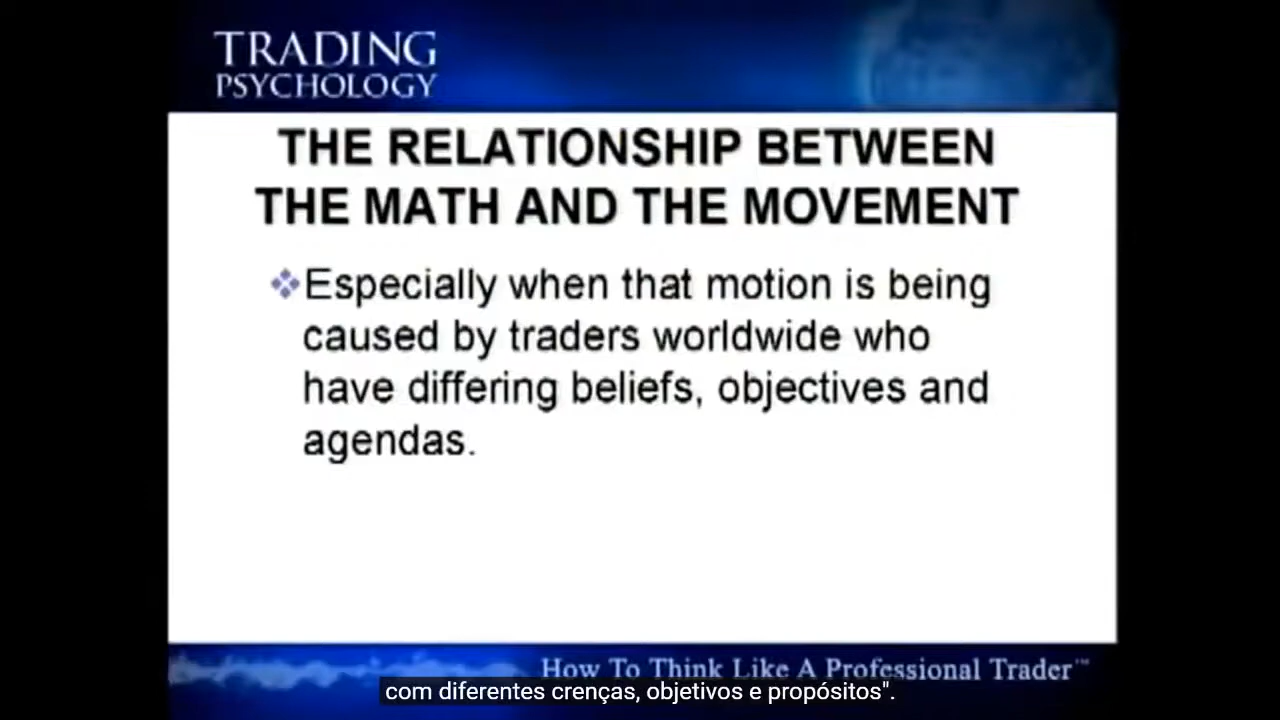 TRADING
PSYCHOLOGY
THE RELATIONSHIP BETWEEN
THE MATH AND THE MOVEMENT
Especially when that motion is being
caused by traders worldwide who
have differing beliefs, objectives and
agendas.
How To Think Like A Professional Trader™
com diferentes crenças, objetivos e propósitos".